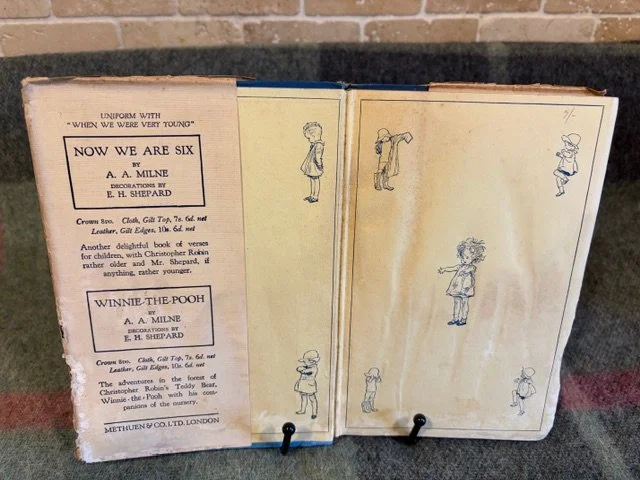 UNIFORM WITH
"WHEN WE WERE VERY YOUNG"
NOW WE ARE SIX
BY
A. A. MILNE
DECORATIONS BY
E. H. SHEPARD
Crown 8vo. Cloth, Gilt Top, 7s. 6d. net
Leather, Gilt Edges, 10s. 6d. net
Another delightful book of verses
for children, with Christopher Robin
rather older and Mr. Shepard, if
anything, rather younger.
WINNIE-THE-POOH
BY
A. A. MILNE
DECORATIONS BY
E. H. SHEPARD
Crown 8vo. Cloth, Gilt Top, 7s. 6d. net
Leather, Gilt Edges, 10s. 6d. net
The adventures in the forest of
Christopher Robin's Teddy Bear,
Winnie-the-Pooh with his com-
panions of the nursery.
METHUEN & CO. LTD. LONDON